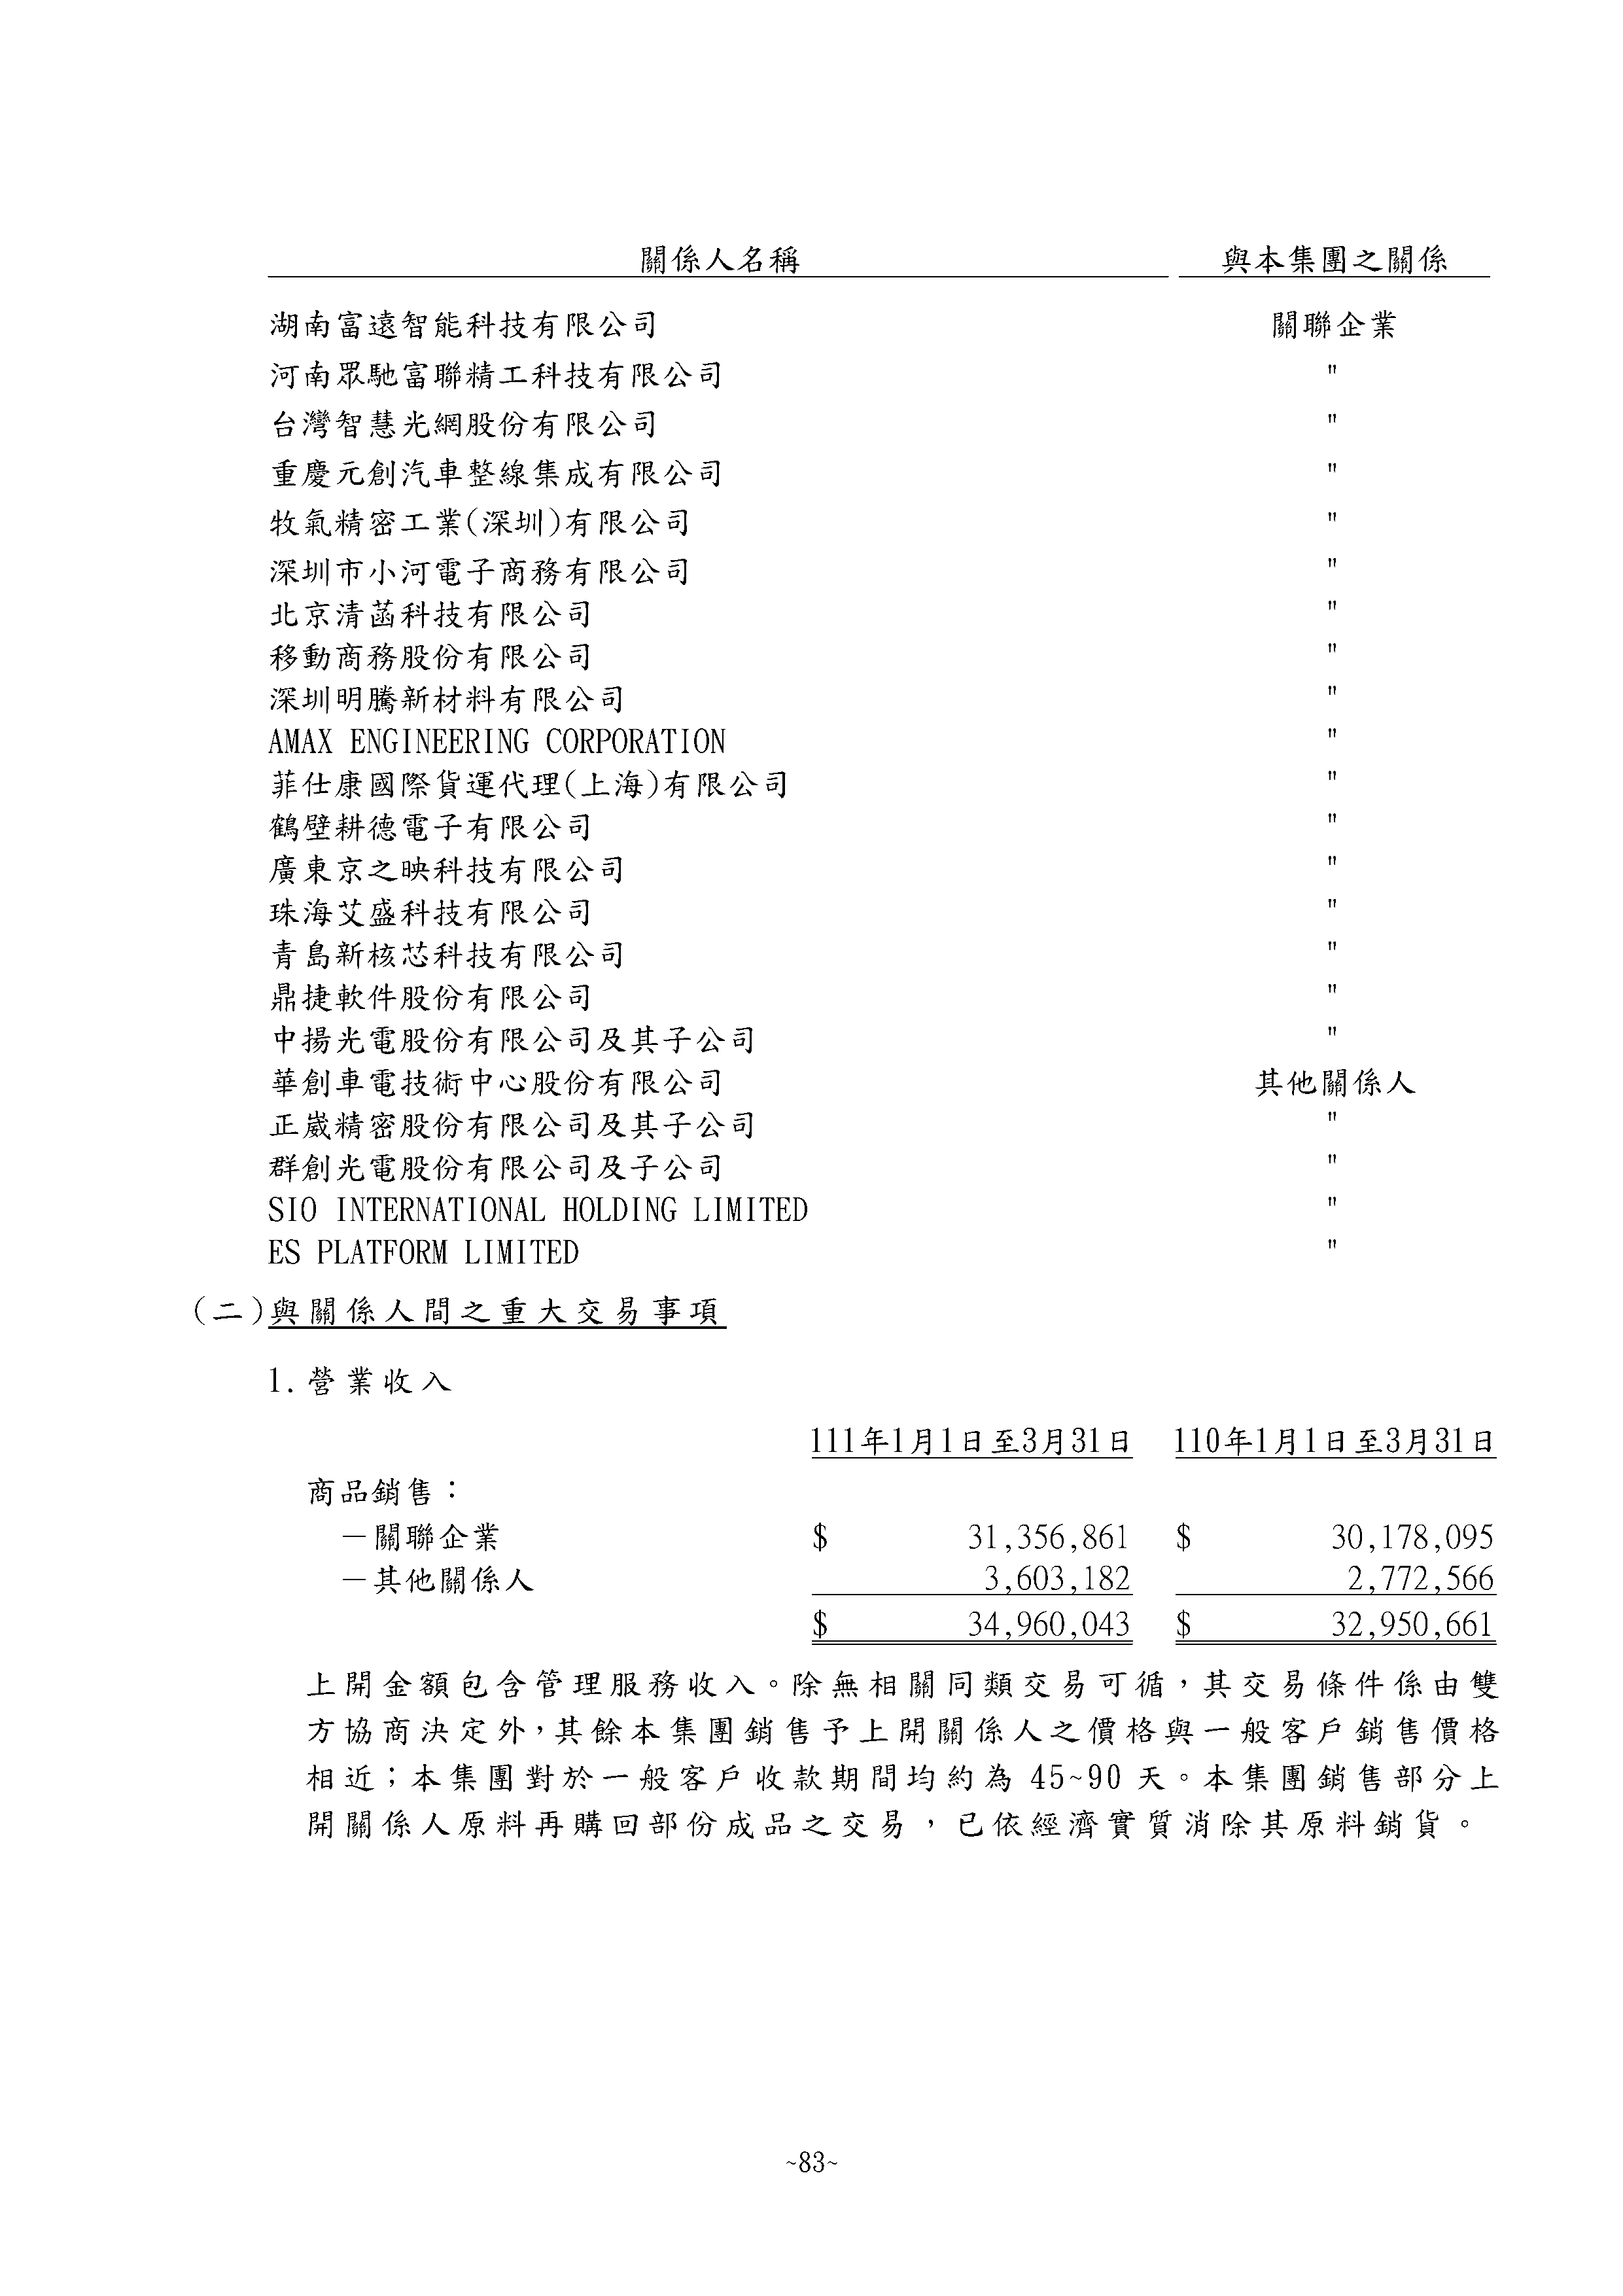 關係人名稱 與本集團之關係
湖南富遠智能科技有限公司 關聯企業
河南眾馳富聯精工科技有限公司 "
台灣智慧光網股份有限公司 "
重慶元創汽車整線集成有限公司 "
牧氣精密工業(深圳)有限公司 "
深圳市小河電子商務有限公司 "
北京清菡科技有限公司 "
移動商務股份有限公司 "
深圳明騰新材料有限公司 "
AMAX ENGINEERING CORPORATION "
菲仕康國際貨運代理(上海)有限公司 "
鶴壁耕德電子有限公司 "
廣東京之映科技有限公司 "
珠海艾盛科技有限公司 "
青島新核芯科技有限公司 "
鼎捷軟件股份有限公司 "
中揚光電股份有限公司及其子公司 "
華創車電技術中心股份有限公司 其他關係人
正崴精密股份有限公司及其子公司 "
群創光電股份有限公司及子公司 "
SIO INTERNATIONAL HOLDING LIMITED "
ES PLATFORM LIMITED "
(二)與關係人間之重大交易事項
1.營業收入
111年1月1日至3月31日 110年1月1日至3月31日
商品銷售：
－關聯企業 $ 31,356,861 $ 30,178,095
－其他關係人 3,603,182 2,772,566
$ 34,960,043 $ 32,950,661
上開金額包含管理服務收入。除無相關同類交易可循，其交易條件係由雙
方協商決定外，其餘本集團銷售予上開關係人之價格與一般客戶銷售價格
相近；本集團對於一般客戶收款期間均約為 45~90 天。本集團銷售部分上
開關係人原料再購回部份成品之交易，已依經濟實質消除其原料銷貨。
~83~